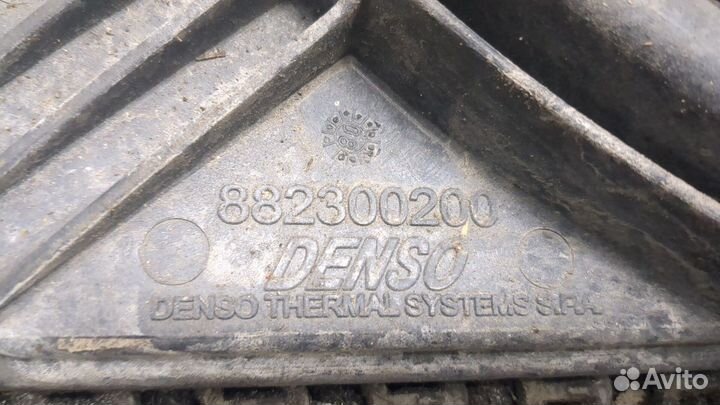 882300200
DENSO
DENSO THERMAL SYSTEMS S.P.A.
Avito